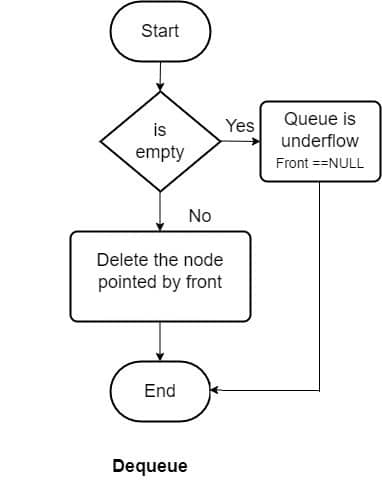 Start
is
empty
Yes
Queue is
underflow
Front ==NULL
No
Delete the node
pointed by front
End
Dequeue